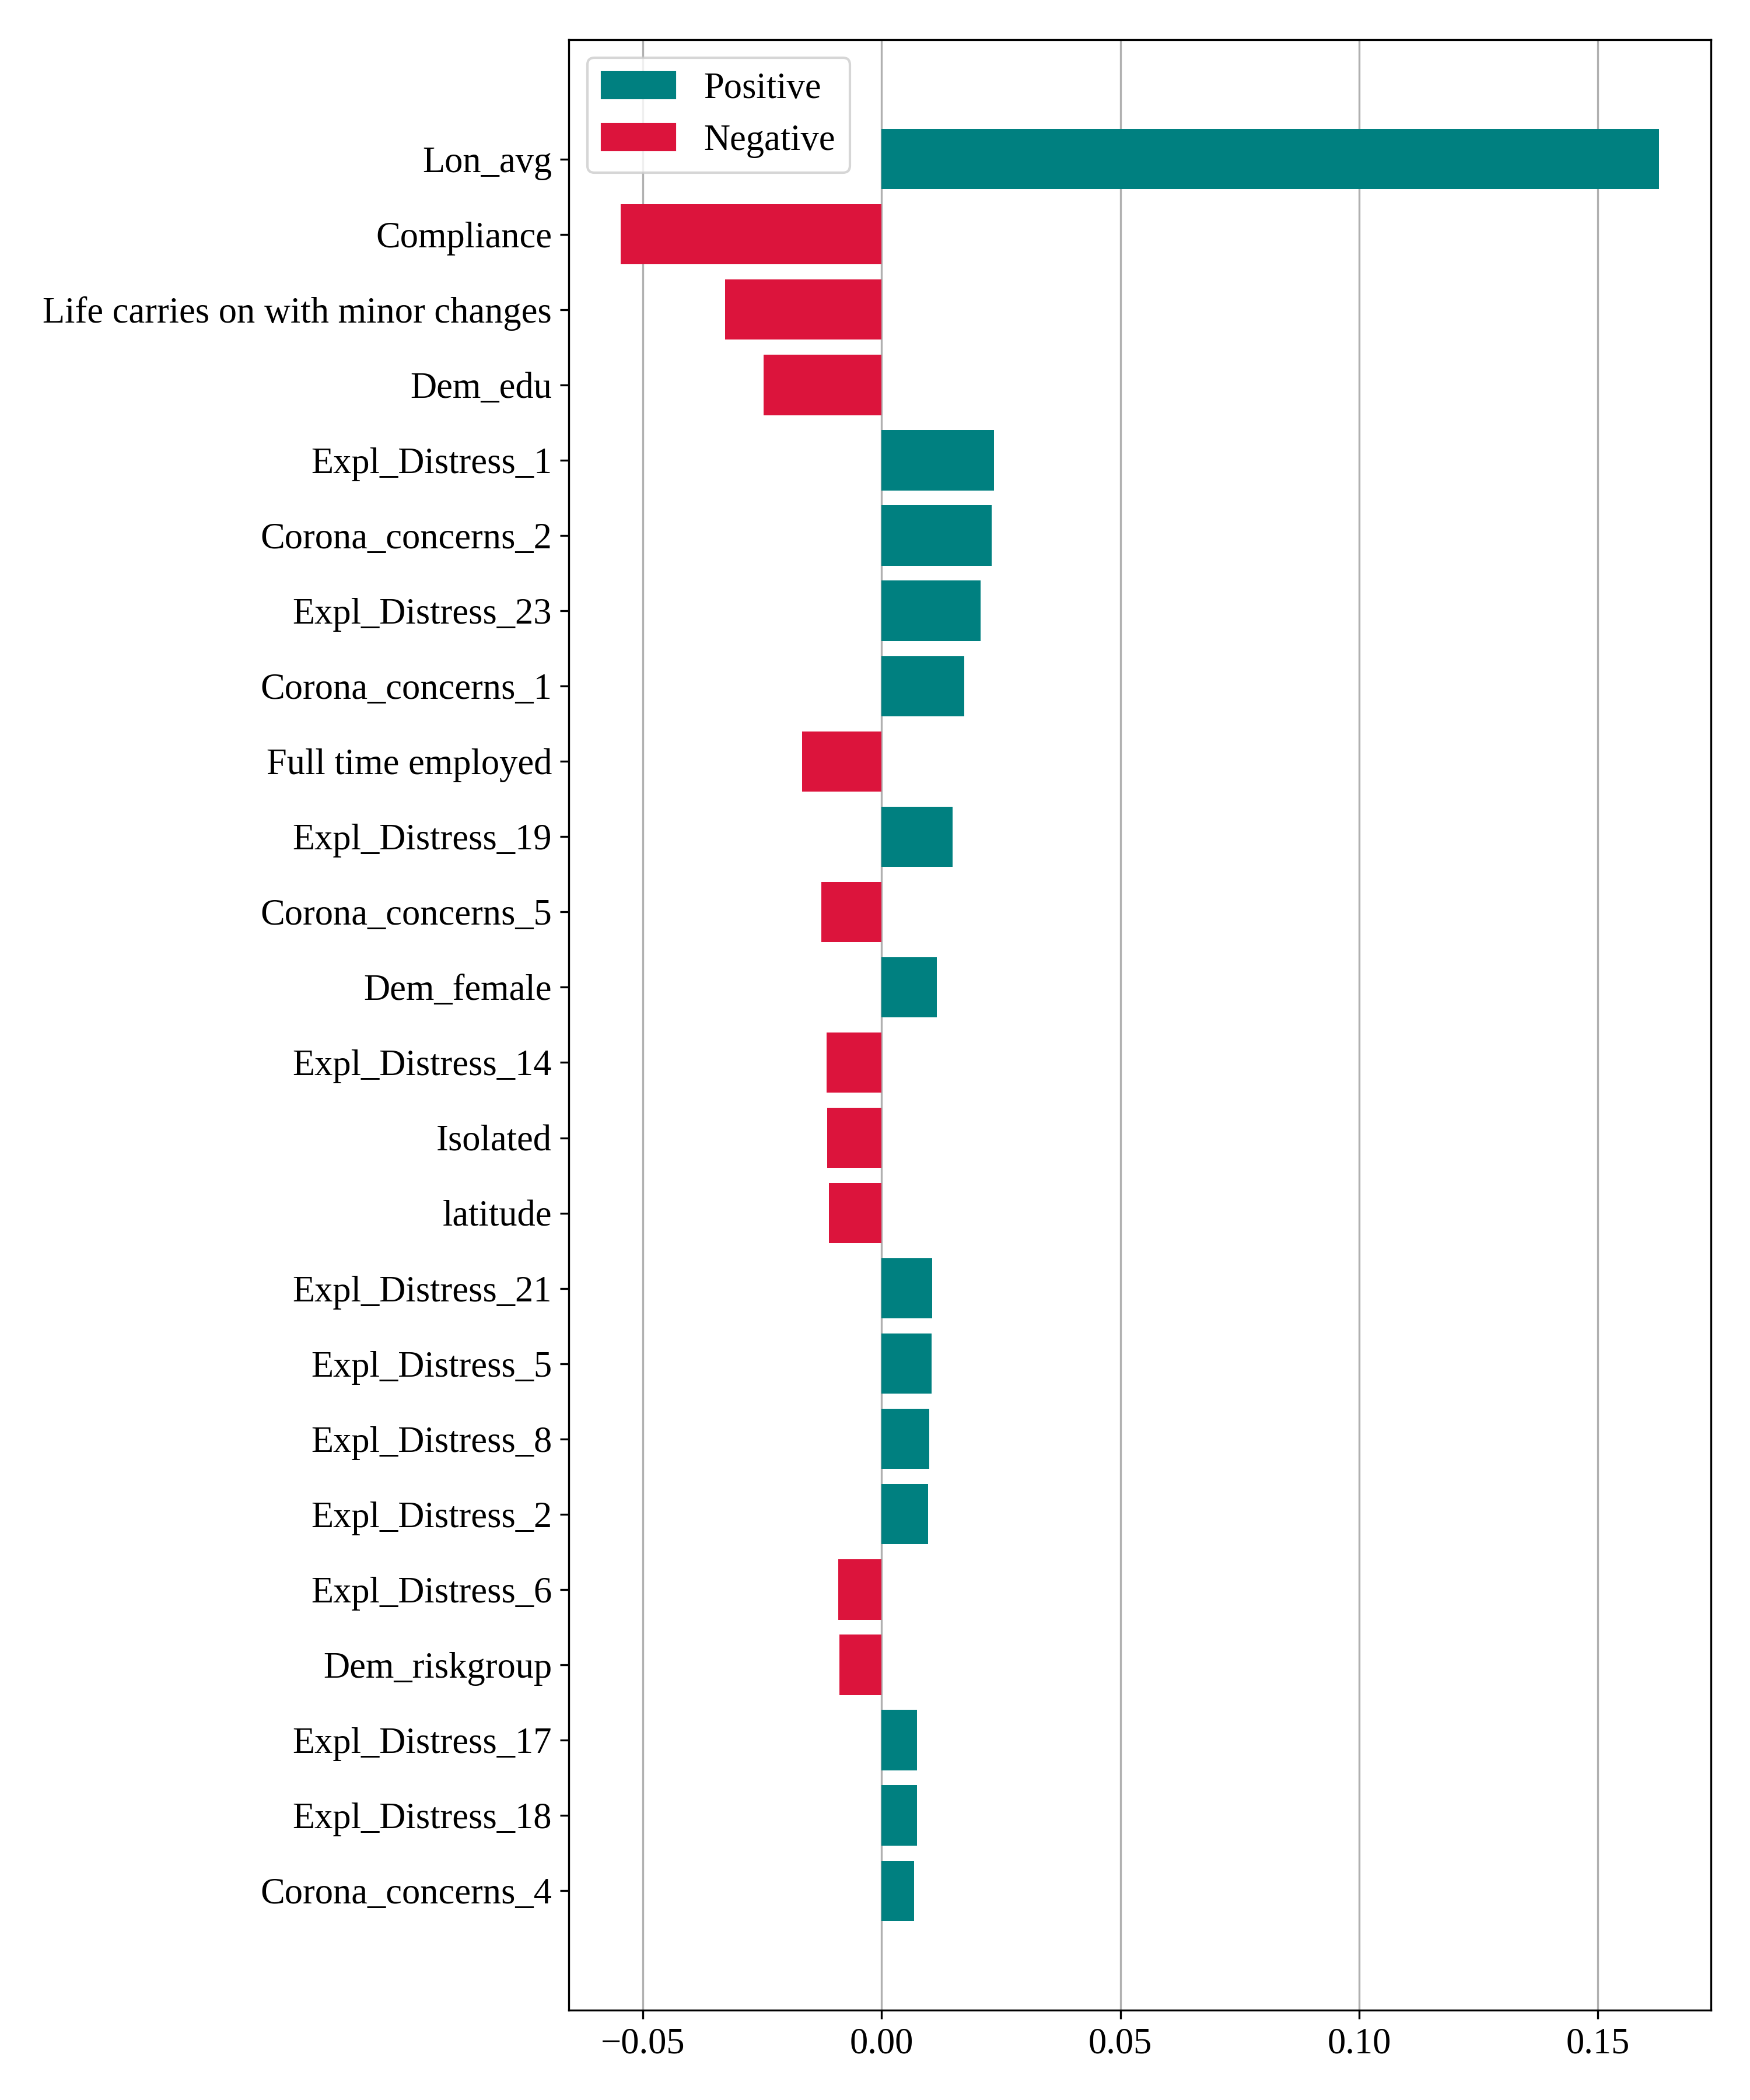 Positive
Negative
Lon_avg
Compliance
Life carries on with minor changes
Dem_edu
Expl_Distress_1
Corona_concerns_2
Expl_Distress_23
Corona_concerns_1
Full time employed
Expl_Distress_19
Corona_concerns_5
Dem_female
Expl_Distress_14
Isolated
latitude
Expl_Distress_21
Expl_Distress_5
Expl_Distress_8
Expl_Distress_2
Expl_Distress_6
Dem_riskgroup
Expl_Distress_17
Expl_Distress_18
Corona_concerns_4
−0.05 0.00 0.05 0.10 0.15